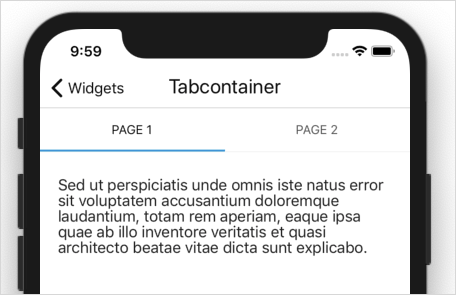 9:59
Widgets
Tabcontainer
PAGE 1
PAGE 2
Sed ut perspiciatis unde omnis iste natus error
sit voluptatem accusantium doloremque
laudantium, totam rem aperiam, eaque ipsa
quae ab illo inventore veritatis et quasi
architecto beatae vitae dicta sunt explicabo.